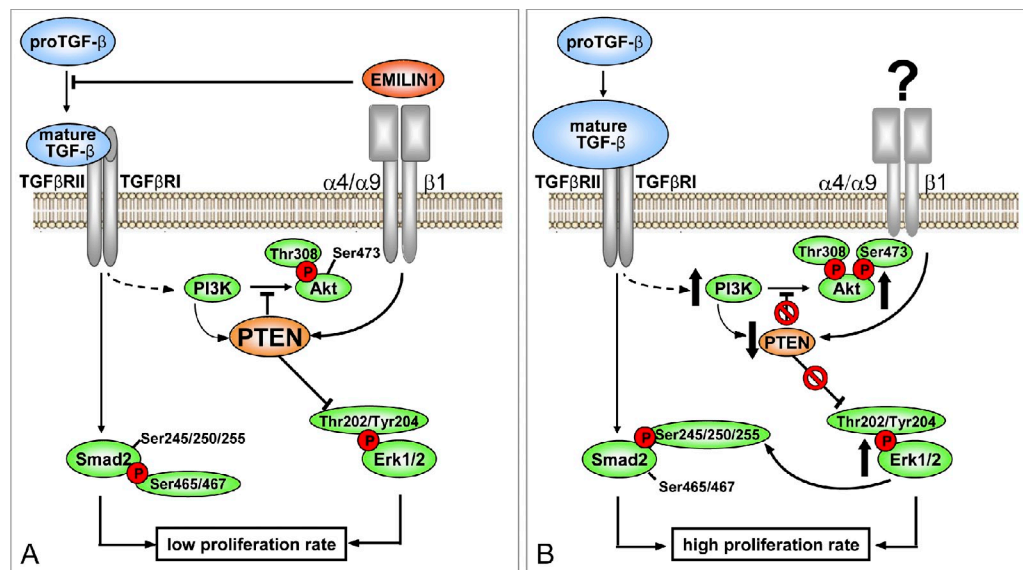 proTGF-β
EMILIN1
mature
TGF-β
TGFβRII
TGFβRI
α4/α9
β1
Thr308
Ser473
P
PI3K
Akt
PTEN
Thr202/Tyr204
P
Erk1/2
Ser245/250/255
Smad2
P
Ser465/467
low proliferation rate
A
proTGF-β
?
mature
TGF-β
TGFβRII
TGFβRI
α4/α9
β1
Thr308
Ser473
P
P
PI3K
Akt
PTEN
Thr202/Tyr204
P
Erk1/2
P
Ser245/250/255
Smad2
Ser465/467
high proliferation rate
B